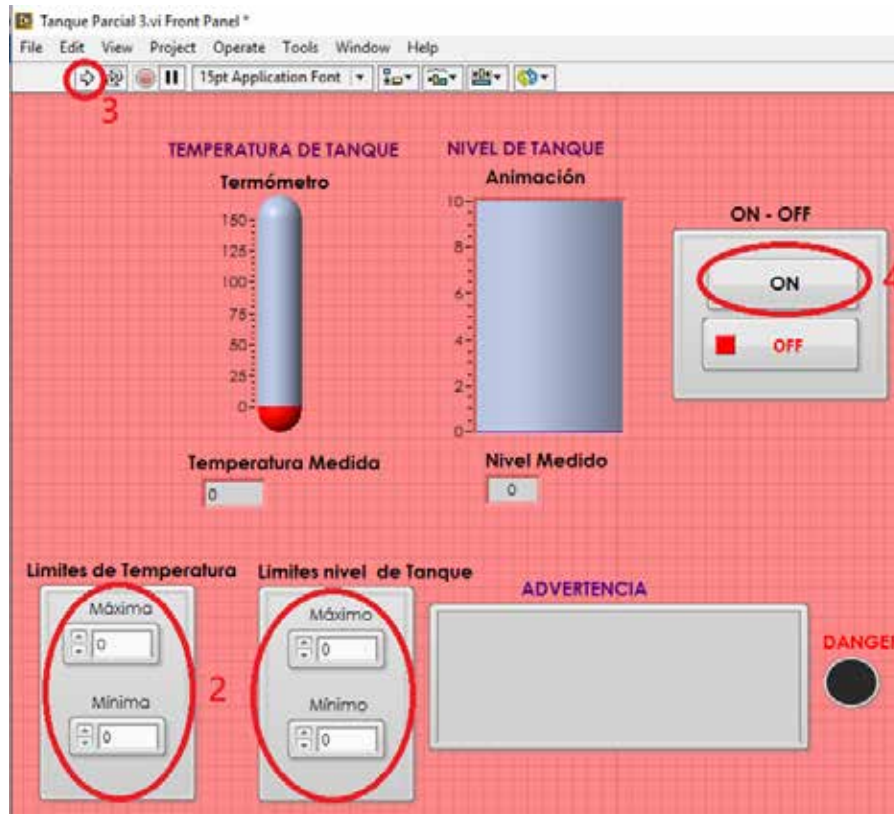 Tanque Parcial 3.vi Front Panel *
File Edit View Project Operate Tools Window Help
15pt Application Font
3
TEMPERATURA DE TANQUE
NIVEL DE TANQUE
Termómetro
Animación
ON - OFF
150
125
100
75
50
25
0
10
8
6
4
2
0
ON
4
OFF
Temperatura Medida
0
Nivel Medido
0
Limites de Temperatura
Limites nivel de Tanque
ADVERTENCIA
Máxima
0
Mínima
0
2
Máximo
0
Mínimo
0
DANGER